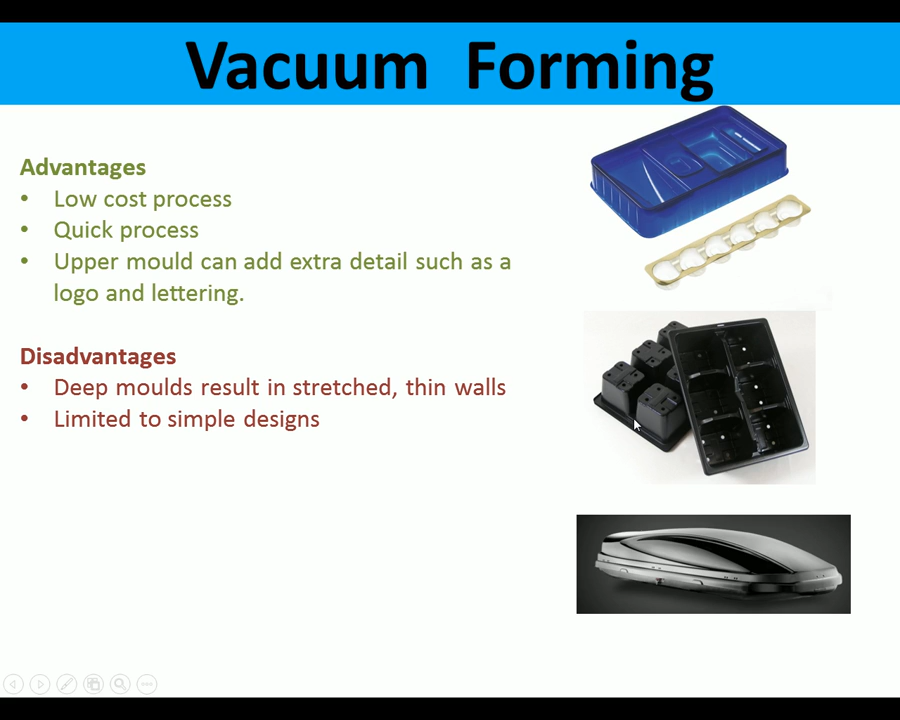 Vacuum Forming
Advantages
• Low cost process
• Quick process
• Upper mould can add extra detail such as a
logo and lettering.
Disadvantages
• Deep moulds result in stretched, thin walls
• Limited to simple designs